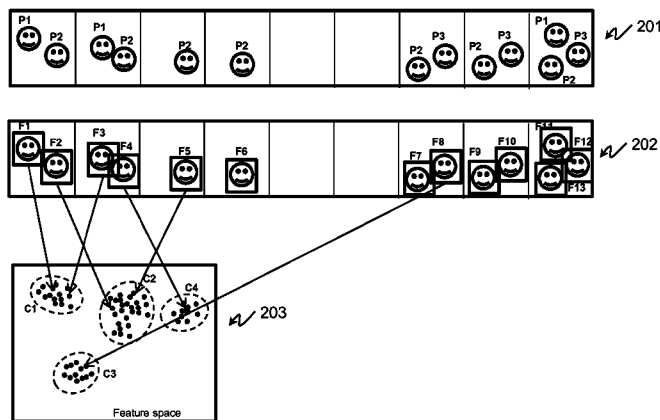 P1 P2
P1 P2
P2
P2
P2 P3
P2 P3
P1 P3 P2
201
F1 F2
F3 F4
F5
F6
F7 F8
F9 F10
F11 F12 F13
202
C1
C2
C4
C3
203
Feature space